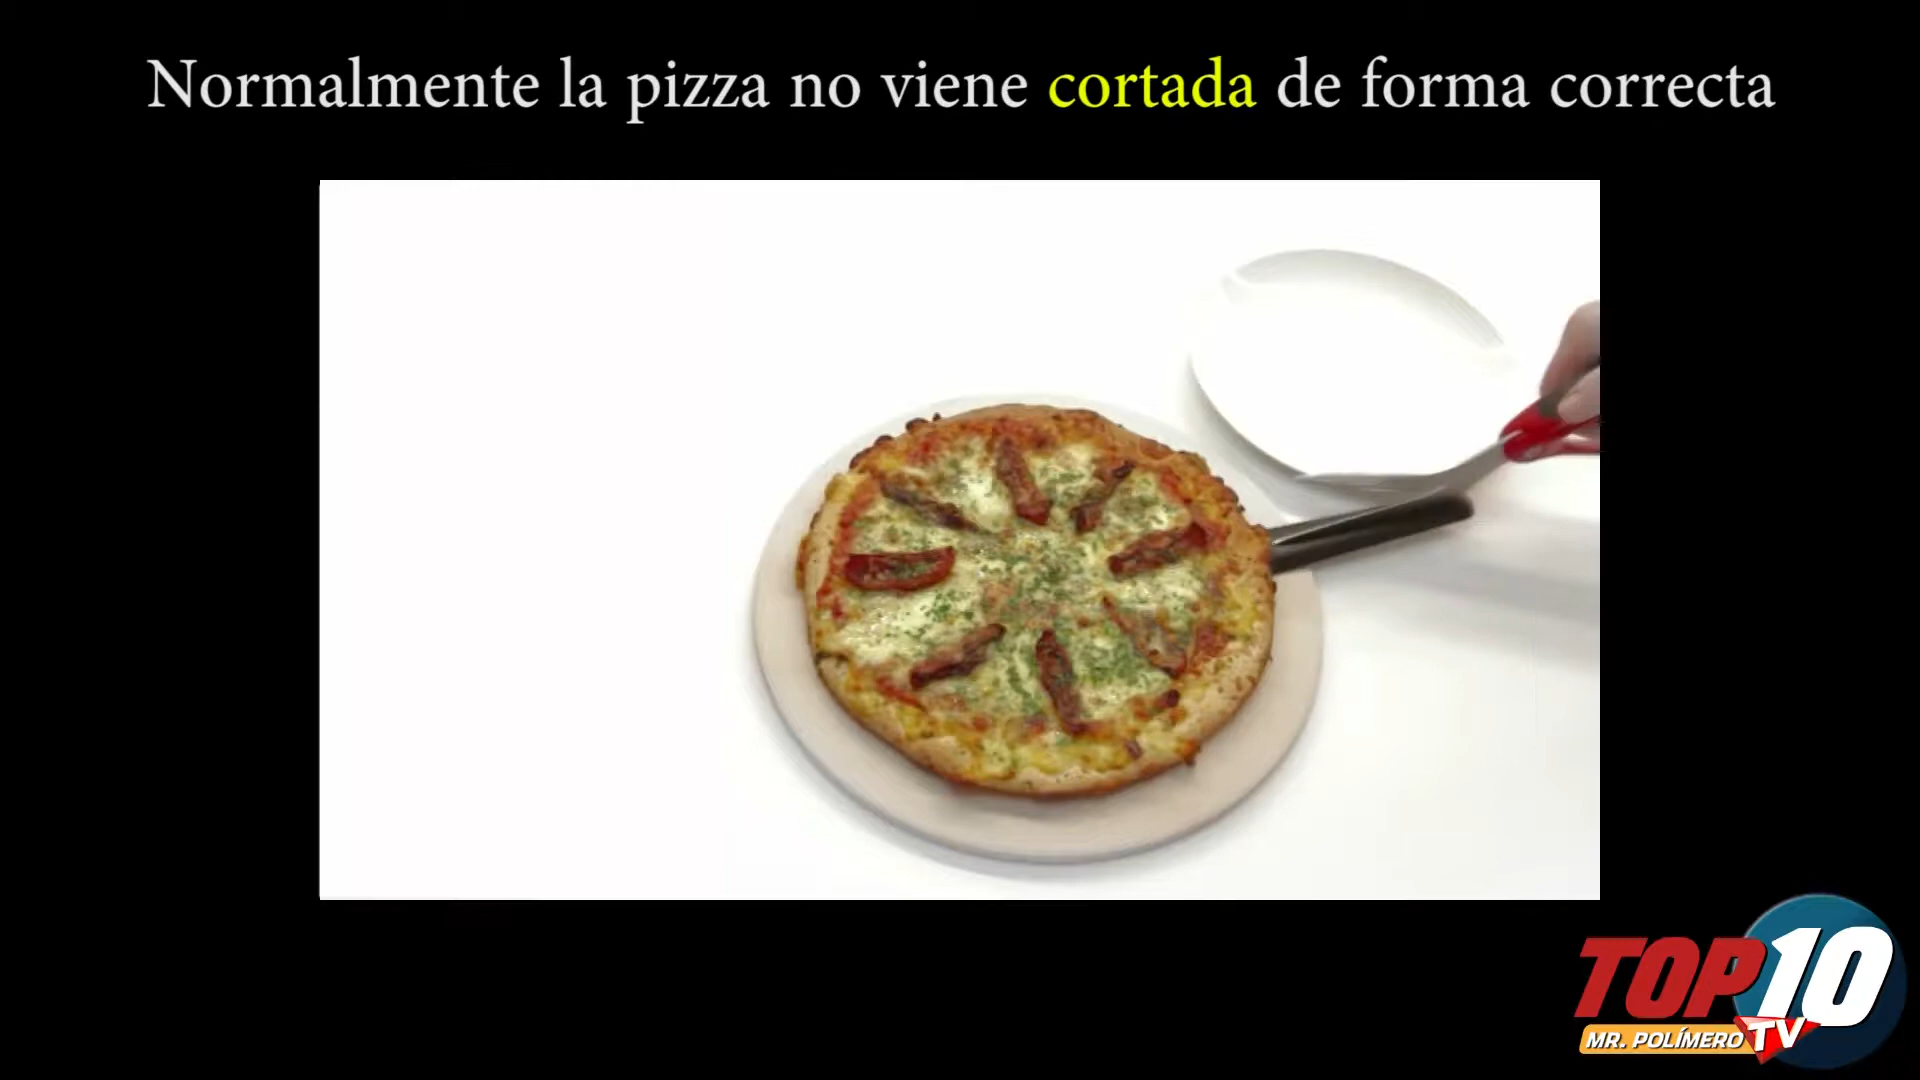 Normalmente la pizza no viene cortada de forma correcta
TOP10
MR. POLÍMERO TV